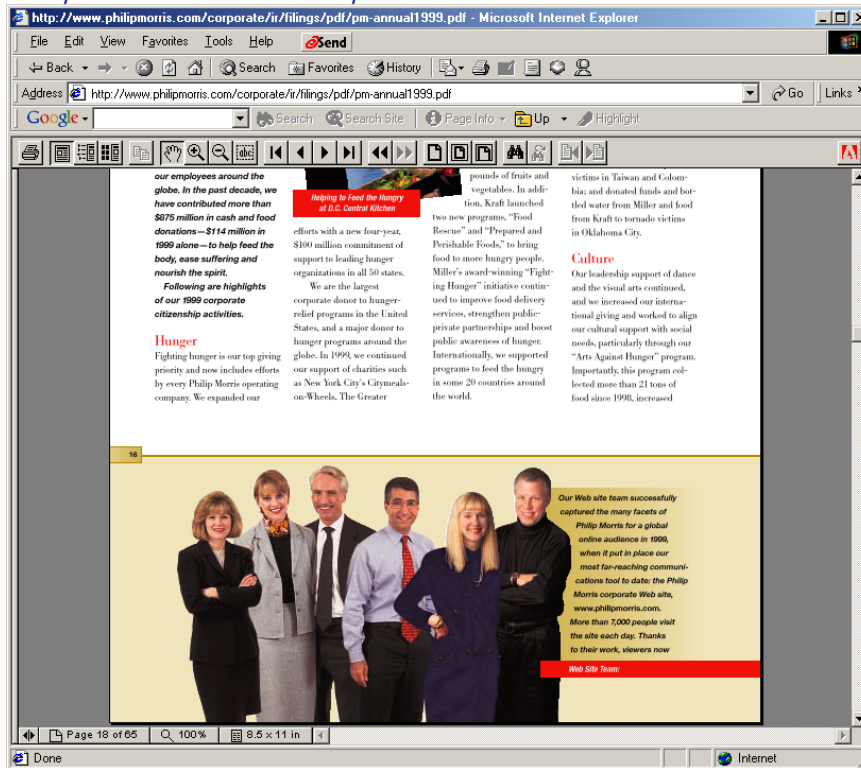 http://www.philipmorris.com/corporate/ir/filings/pdf/pm-annual1999.pdf - Microsoft Internet Explorer
File Edit View Favorites Tools Help eSend
Back Search Favorites History
Address http://www.philipmorris.com/corporate/ir/filings/pdf/pm-annual1999.pdf Go Links
Google Search Search Site Page Info Up Highlight
our employees around the
globe. In the past decade, we
have contributed more than
$875 million in cash and food
donations—$114 million in
1999 alone—to help feed the
body, ease suffering and
nourish the spirit.
Following are highlights
of our 1999 corporate
citizenship activities.
Hunger
Fighting hunger is our top giving
priority and now includes efforts
by every Philip Morris operating
company. We expanded our
Helping to Feed the Hungry
at D.C. Central Kitchen
efforts with a new four-year,
$100 million commitment of
support to leading hunger
organizations in all 50 states.
We are the largest
corporate donor to hunger-
relief programs in the United
States, and a major donor to
hunger programs around the
globe. In 1999, we continued
our support of charities such
as New York City's Citymeals-
on-Wheels, The Greater
pounds of fruits and
vegetables. In addi-
tion, Kraft launched
two new programs, "Food
Rescue" and "Prepared and
Perishable Foods," to bring
food to more hungry people.
Miller's award-winning "Fight-
ing Hunger" initiative contin-
ued to improve food delivery
services, strengthen public-
private partnerships and boost
public awareness of hunger.
Internationally, we supported
programs to feed the hungry
in some 20 countries around
the world.
victims in Taiwan and Colom-
bia; and donated funds and bot-
tled water from Miller and food
from Kraft to tornado victims
in Oklahoma City.
Culture
Our leadership support of dance
and the visual arts continued,
and we increased our interna-
tional giving and worked to align
our cultural support with social
needs, particularly through our
"Arts Against Hunger" program.
Importantly, this program col-
lected more than 21 tons of
food since 1998, increased
16
Our Web site team successfully
captured the many facets of
Philip Morris for a global
online audience in 1999,
when it put in place our
most far-reaching communi-
cations tool to date: the Philip
Morris corporate Web site,
www.philipmorris.com.
More than 7,000 people visit
the site each day. Thanks
to their work, viewers now
Web Site Team:
Page 18 of 65 100% 8.5 x 11 in
Done Internet